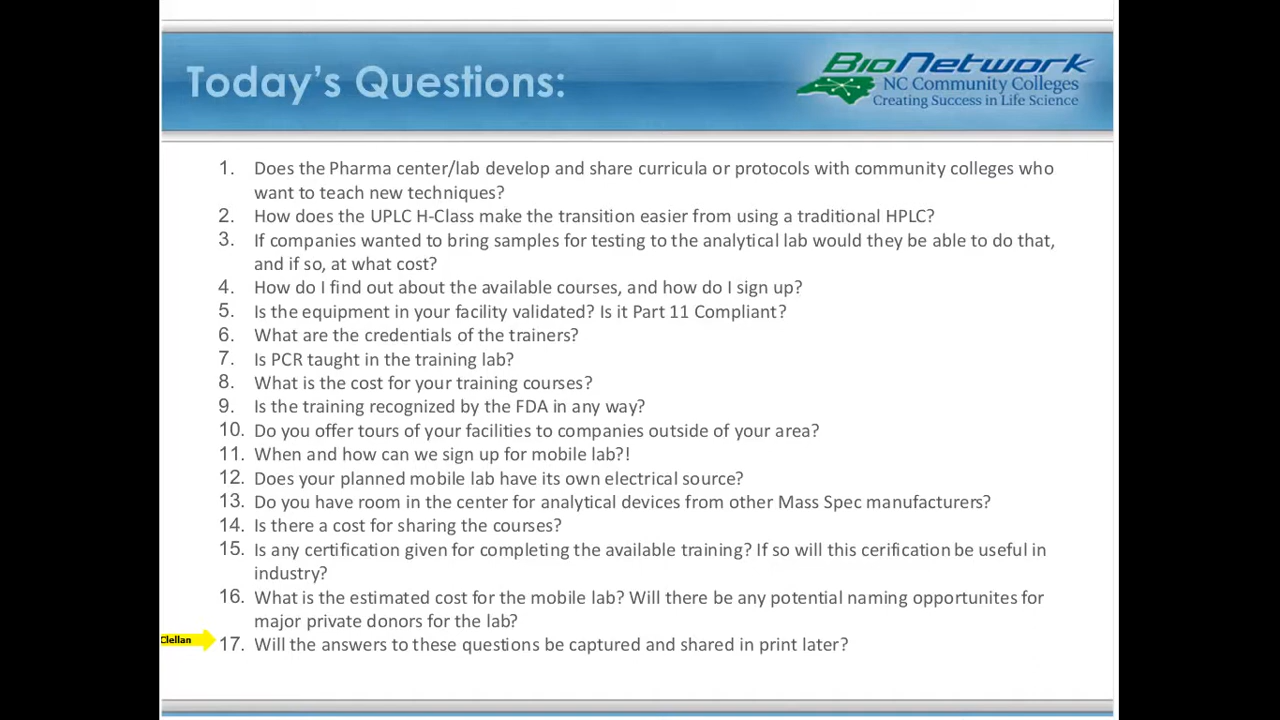 Today's Questions:
BioNetwork
NC Community Colleges
Creating Success in Life Science
1. Does the Pharma center/lab develop and share curricula or protocols with community colleges who
want to teach new techniques?
2. How does the UPLC H-Class make the transition easier from using a traditional HPLC?
3. If companies wanted to bring samples for testing to the analytical lab would they be able to do that,
and if so, at what cost?
4. How do I find out about the available courses, and how do I sign up?
5. Is the equipment in your facility validated? Is it Part 11 Compliant?
6. What are the credentials of the trainers?
7. Is PCR taught in the training lab?
8. What is the cost for your training courses?
9. Is the training recognized by the FDA in any way?
10. Do you offer tours of your facilities to companies outside of your area?
11. When and how can we sign up for mobile lab?!
12. Does your planned mobile lab have its own electrical source?
13. Do you have room in the center for analytical devices from other Mass Spec manufacturers?
14. Is there a cost for sharing the courses?
15. Is any certification given for completing the available training? If so will this cerification be useful in
industry?
16. What is the estimated cost for the mobile lab? Will there be any potential naming opportunites for
major private donors for the lab?
Clellan
17. Will the answers to these questions be captured and shared in print later?